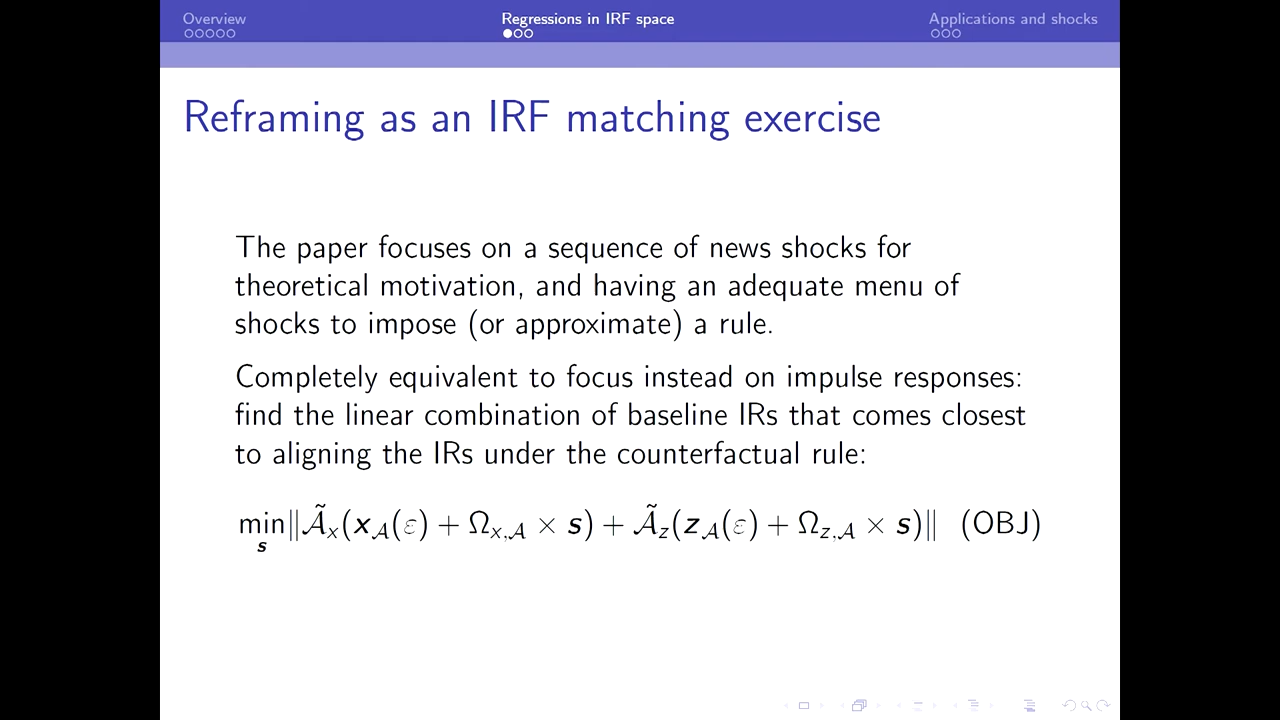 Overview
Regressions in IRF space
Applications and shocks
Reframing as an IRF matching exercise
The paper focuses on a sequence of news shocks for
theoretical motivation, and having an adequate menu of
shocks to impose (or approximate) a rule.
Completely equivalent to focus instead on impulse responses:
find the linear combination of baseline IRs that comes closest
to aligning the IRs under the counterfactual rule:
min_s ‖Ã_x(x_A(ε) + Ω_{x,A} × s) + Ã_z(z_A(ε) + Ω_{z,A} × s)‖ (OBJ)